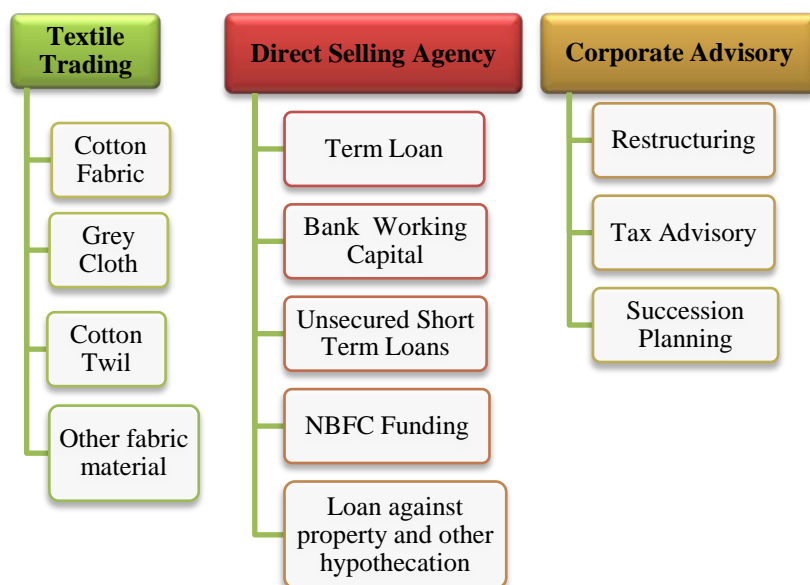 Textile
Trading
Cotton
Fabric
Grey
Cloth
Cotton
Twil
Other fabric
material
Direct Selling Agency
Term Loan
Bank Working
Capital
Unsecured Short
Term Loans
NBFC Funding
Loan against
property and other
hypothecation
Corporate Advisory
Restructuring
Tax Advisory
Succession
Planning